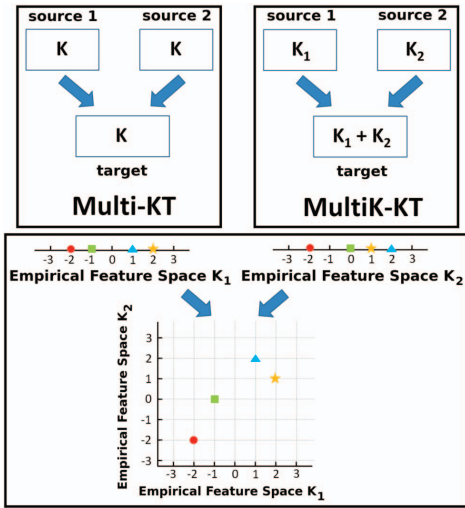 source 1 source 2
K K
K
target
Multi-KT
source 1 source 2
K₁ K₂
K₁ + K₂
target
MultiK-KT
-3 -2 -1 0 1 2 3
Empirical Feature Space K₁
-3 -2 -1 0 1 2 3
Empirical Feature Space K₂
Empirical Feature Space K₂
3
2
1
0
-1
-2
-3
-3 -2 -1 0 1 2 3
Empirical Feature Space K₁